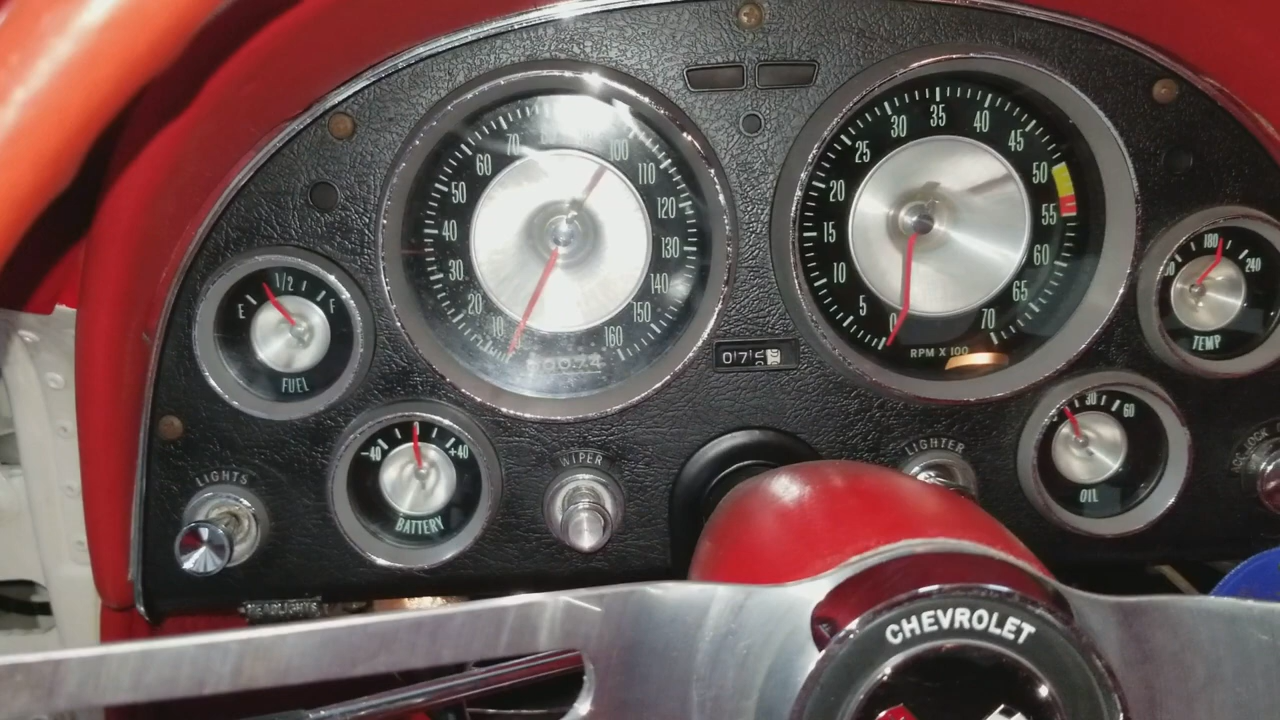 E 1/2 F
FUEL
10 20 30 40 50 60 70 100 110 120 130 140 150 160
0 5 10 15 20 25 30 35 40 45 50 55 60 65 70
RPM X 100
180 240
TEMP
-40 +40
BATTERY
30 60
OIL
LIGHTS
WIPER
LIGHTER
LOCK
HEADLIGHTS
CHEVROLET